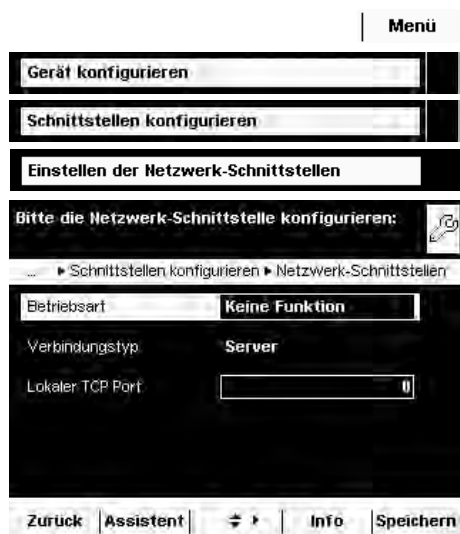 Menü
Gerät konfigurieren
Schnittstellen konfigurieren
Einstellen der Netzwerk-Schnittstellen
Bitte die Netzwerk-Schnittstelle konfigurieren:
... ▸ Schnittstellen konfigurieren ▸ Netzwerk-Schnittstellen
Betriebsart Keine Funktion
Verbindungstyp Server
Lokaler TCP Port 0
Zurück Assistent Info Speichern